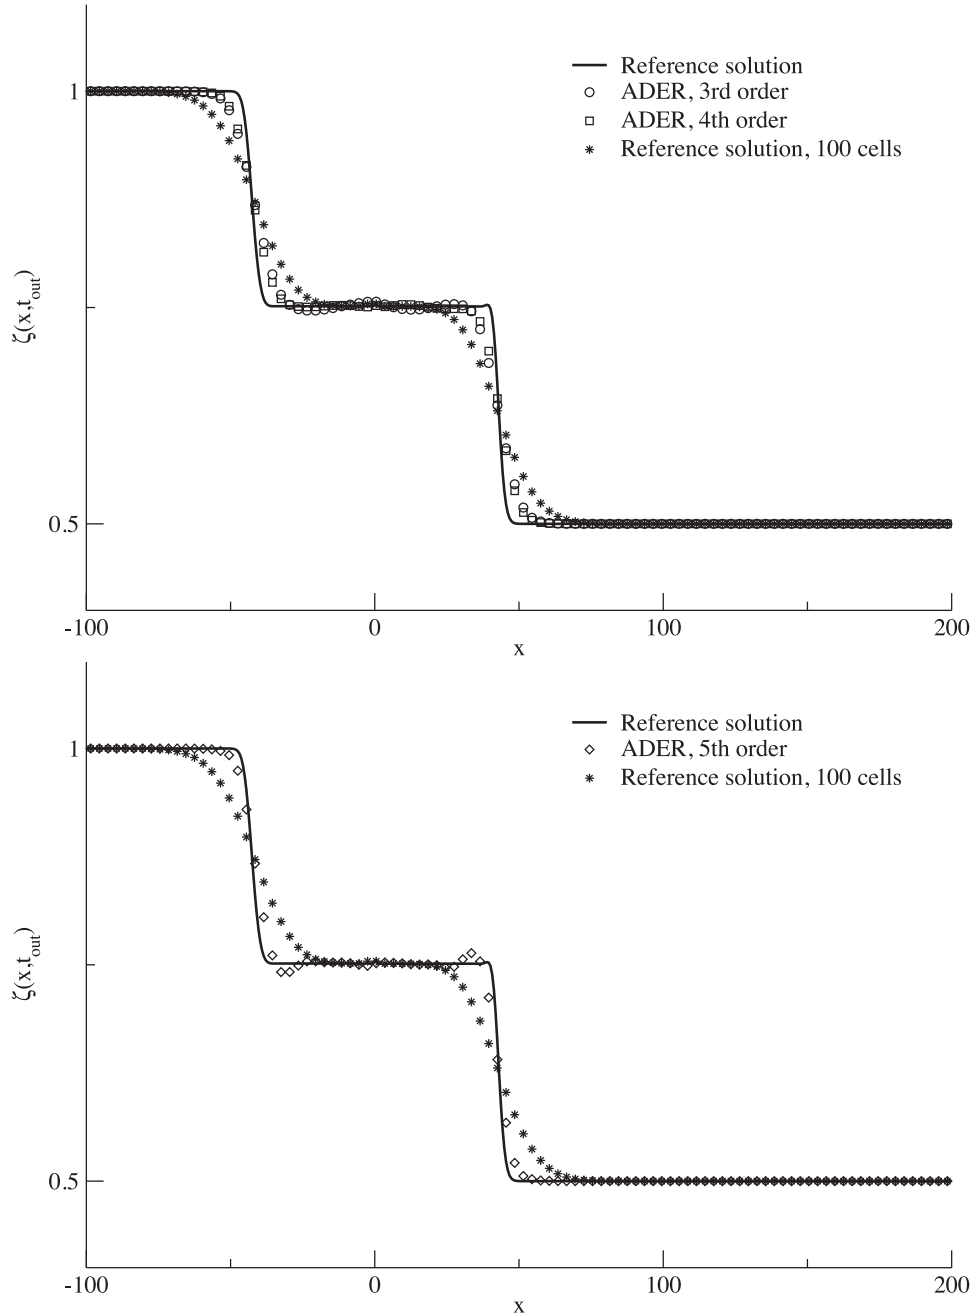 Reference solution
ADER, 3rd order
ADER, 4th order
Reference solution, 100 cells
1
0.5
ζ(x,t_out)
-100 0 100 200
x
Reference solution
ADER, 5th order
Reference solution, 100 cells
1
0.5
ζ(x,t_out)
-100 0 100 200
x